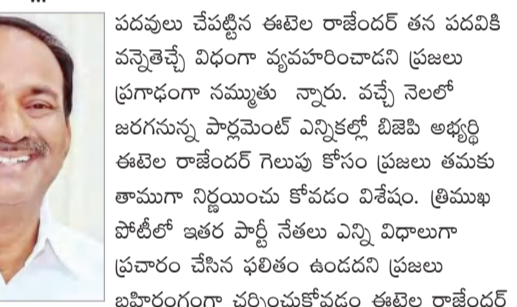 పదవులు చేపట్టిన ఈటెల రాజేందర్ తన పదవికి
వన్నెతెచ్చే విధంగా వ్యవహరించాడని ప్రజలు
ప్రగాఢంగా నమ్ముతు న్నారు. వచ్చే నెలలో
జరగనున్న పార్లమెంట్ ఎన్నికల్లో బిజెపి అభ్యర్థి
ఈటెల రాజేందర్ గెలుపు కోసం ప్రజలు తమకు
తాముగా నిర్ణయించు కోవడం విశేషం. త్రిముఖ
పోటీలో ఇతర పార్టీ నేతలు ఎన్ని విధాలుగా
ప్రచారం చేసిన ఫలితం ఉండదని ప్రజలు
బహిరంగంగా చర్చించుకోవడం ఈటెల రాజేందర్